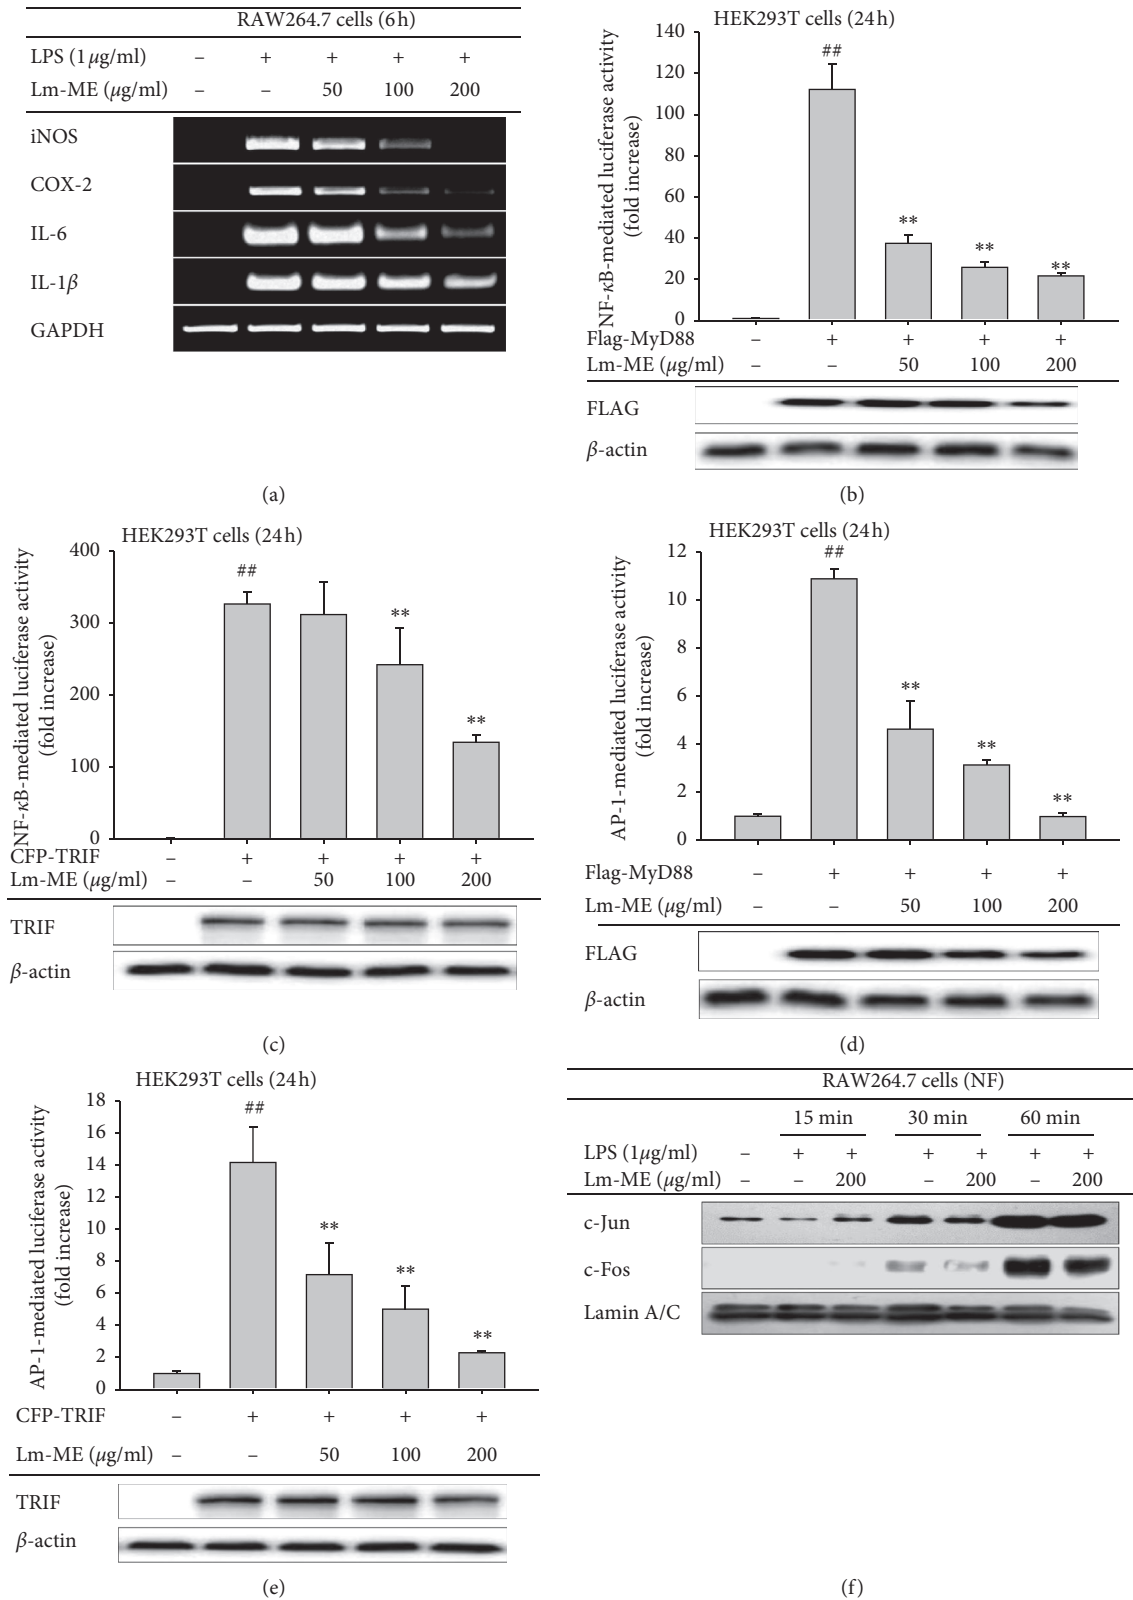 RAW264.7 cells (6 h)
LPS (1 μg/ml) – + + + +
Lm-ME (μg/ml) – – 50 100 200
iNOS
COX-2
IL-6
IL-1β
GAPDH
(a)
HEK293T cells (24 h)
NF-κB-mediated luciferase activity
(fold increase)
140
120
100
80
60
40
20
0
##
**
**
**
Flag-MyD88 – + + + +
Lm-ME (μg/ml) – – 50 100 200
FLAG
β-actin
(b)
HEK293T cells (24 h)
NF-κB-mediated luciferase activity
(fold increase)
400
300
200
100
0
##
**
**
CFP-TRIF – + + + +
Lm-ME (μg/ml) – – 50 100 200
TRIF
β-actin
(c)
HEK293T cells (24 h)
AP-1-mediated luciferase activity
(fold increase)
12
10
8
6
4
2
0
##
**
**
**
Flag-MyD88 – + + + +
Lm-ME (μg/ml) – – 50 100 200
FLAG
β-actin
(d)
HEK293T cells (24 h)
AP-1-mediated luciferase activity
(fold increase)
18
16
14
12
10
8
6
4
2
0
##
**
**
**
CFP-TRIF – + + + +
Lm-ME (μg/ml) – – 50 100 200
TRIF
β-actin
(e)
RAW264.7 cells (NF)
15 min 30 min 60 min
LPS (1μg/ml) – + + + + + +
Lm-ME (μg/ml) – – 200 – 200 – 200
c-Jun
c-Fos
Lamin A/C
(f)